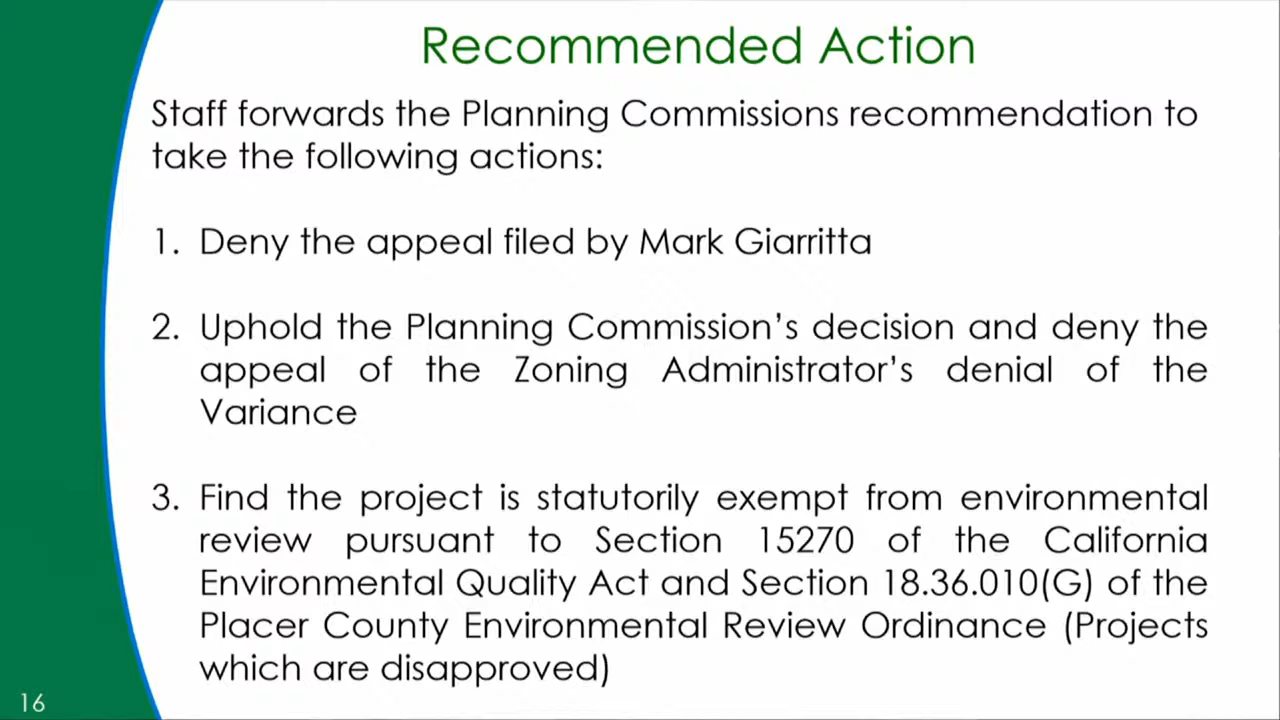 Recommended Action
Staff forwards the Planning Commissions recommendation to
take the following actions:
1. Deny the appeal filed by Mark Giarritta
2. Uphold the Planning Commission’s decision and deny the
appeal of the Zoning Administrator’s denial of the
Variance
3. Find the project is statutorily exempt from environmental
review pursuant to Section 15270 of the California
Environmental Quality Act and Section 18.36.010(G) of the
Placer County Environmental Review Ordinance (Projects
which are disapproved)
16